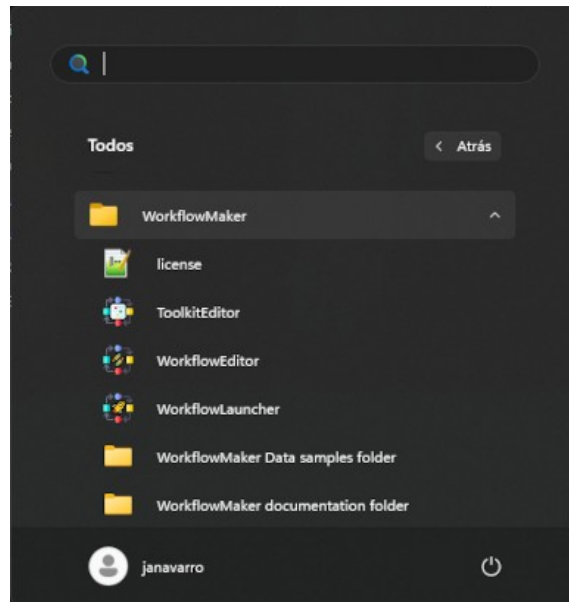 Todos
< Atrás
WorkflowMaker
license
ToolkitEditor
WorkflowEditor
WorkflowLauncher
WorkflowMaker Data samples folder
WorkflowMaker documentation folder
janavarro